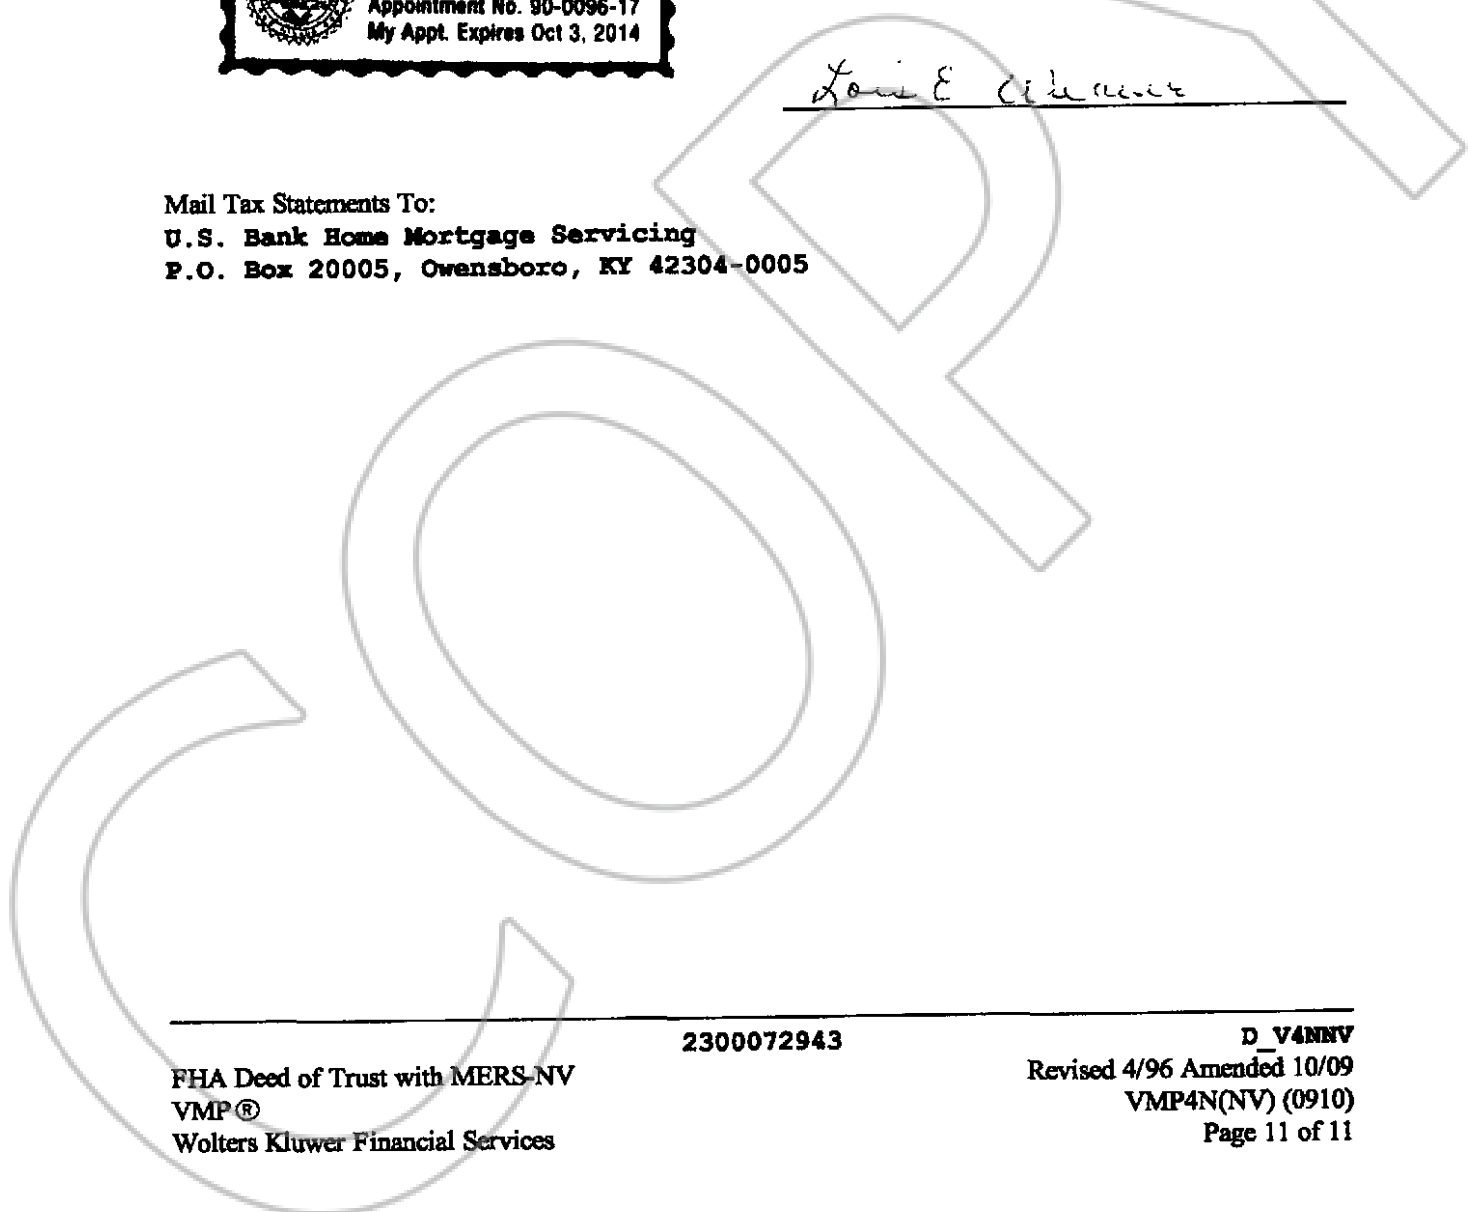 Appointment No. 90-0096-17
My Appt. Expires Oct 3, 2014
Lois E
Mail Tax Statements To:
U.S. Bank Home Mortgage Servicing
P.O. Box 20005, Owensboro, KY 42304-0005
COPY
2300072943
D_V4NNV
FHA Deed of Trust with MERS-NV
Revised 4/96 Amended 10/09
VMP®
VMP4N(NV) (0910)
Wolters Kluwer Financial Services
Page 11 of 11